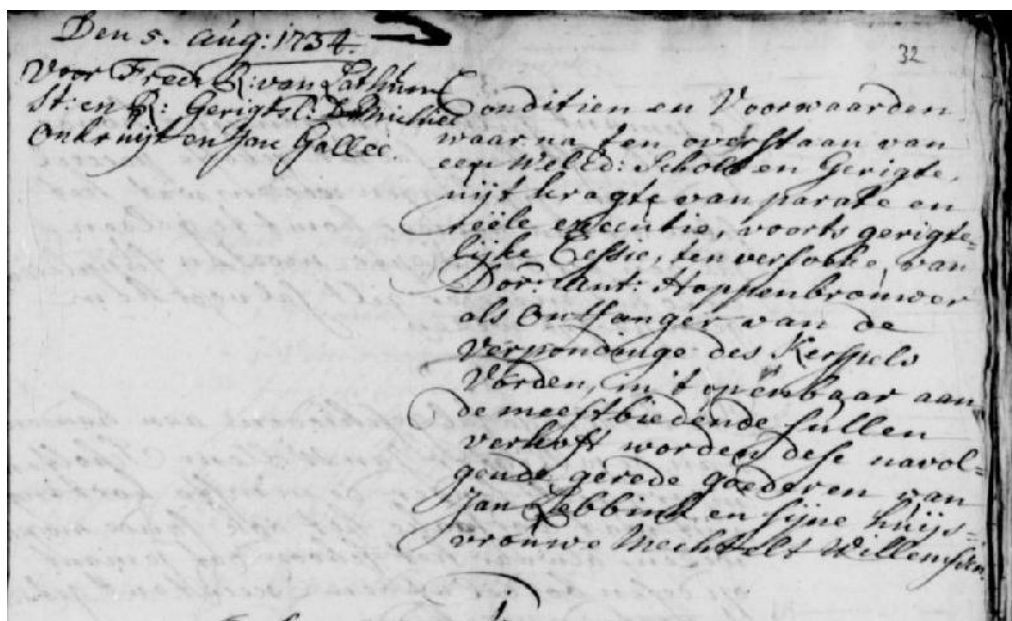 Den 5. aug: 1734.
32
Voor Fredr: R: van Lathum
St: en R: Gerigtsl: D: Michiel
Onkruijt en Jan Gallee
Conditien en Voorwaarden
waar na ten overstaan van
een WelEd: Scholt en Gerigte,
uijt kragte van parate en
reële executie, voorts gerigte-
lijke Cessie, ten versoeke, van
Dor: Ant: Hoppenbrouwer
als Ontfanger van de
Verpondinge des Kerspels
Vorden, in 't openbaar aan
de meestbiedende sullen
verkoft worden dese navol-
gende gerede goederen van
Jan Lebbink en sijne huijs-
vrouwe Mechtelt Willemsen.